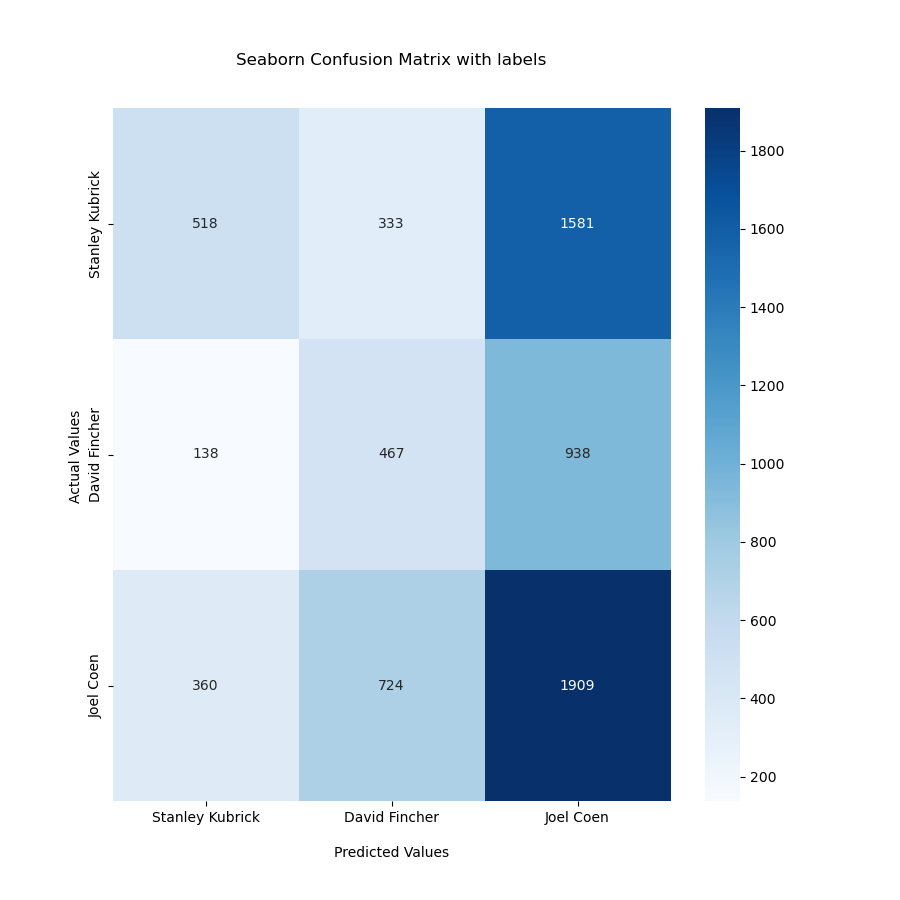 Seaborn Confusion Matrix with labels
Stanley Kubrick
518
333
1581
1800
1600
1400
1200
1000
800
600
400
200
Actual Values
David Fincher
138
467
938
Joel Coen
360
724
1909
Stanley Kubrick
David Fincher
Joel Coen
Predicted Values